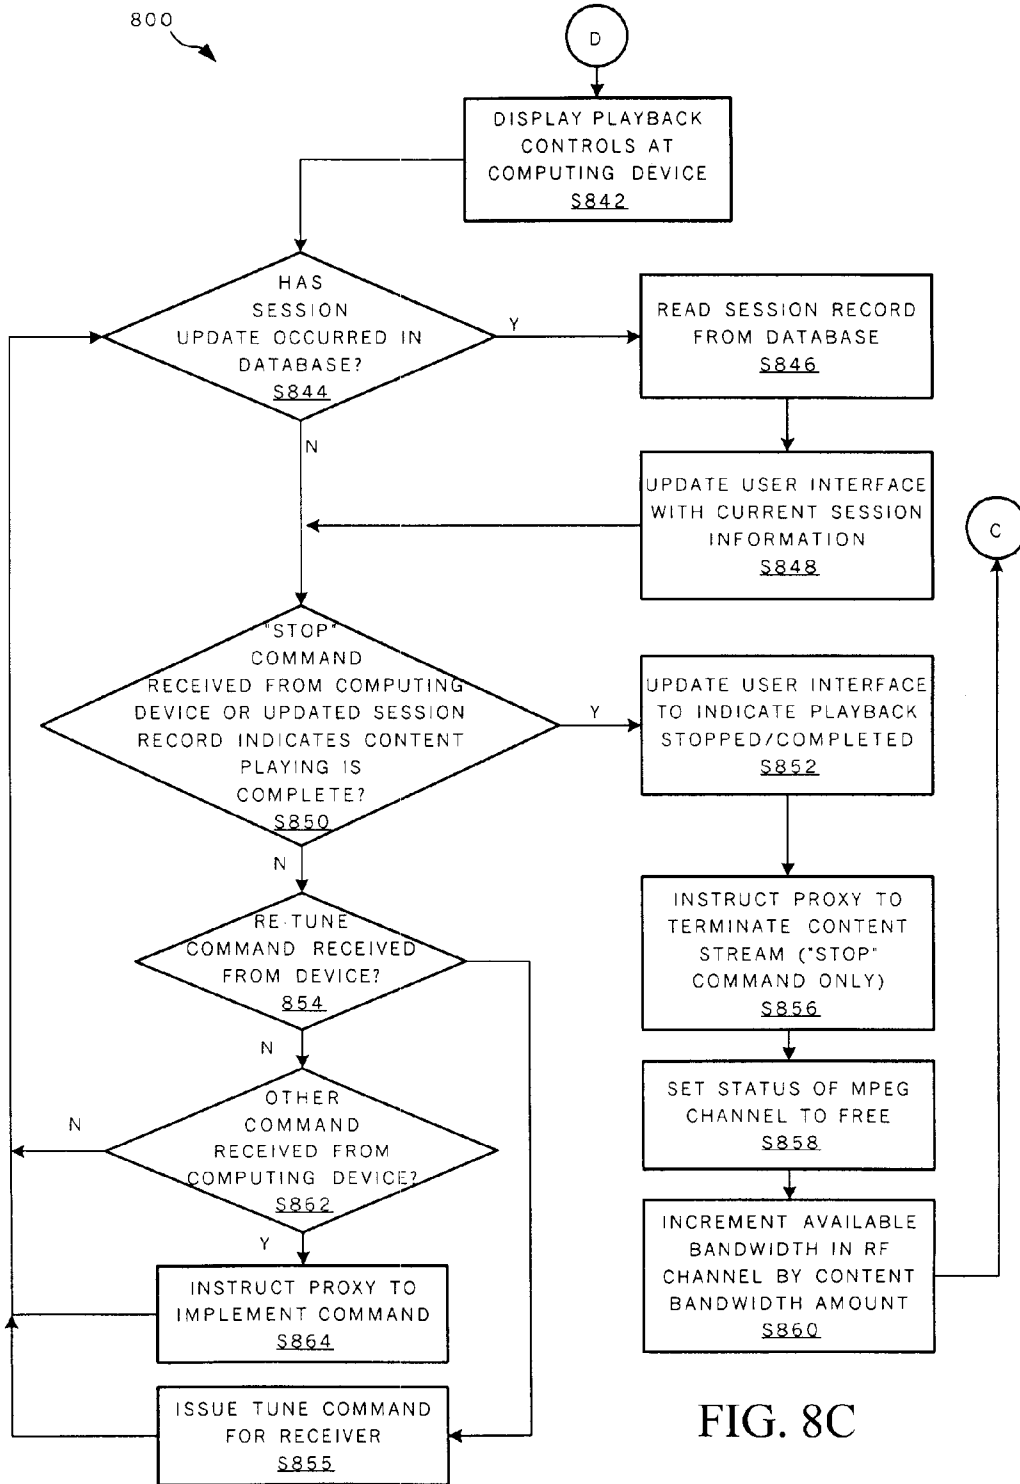 800
D
DISPLAY PLAYBACK
CONTROLS AT
COMPUTING DEVICE
S842
HAS
SESSION
UPDATE OCCURRED IN
DATABASE?
S844
Y
READ SESSION RECORD
FROM DATABASE
S846
N
UPDATE USER INTERFACE
WITH CURRENT SESSION
INFORMATION
S848
C
"STOP"
COMMAND
RECEIVED FROM COMPUTING
DEVICE OR UPDATED SESSION
RECORD INDICATES CONTENT
PLAYING IS
COMPLETE?
S850
Y
UPDATE USER INTERFACE
TO INDICATE PLAYBACK
STOPPED/COMPLETED
S852
N
RE-TUNE
COMMAND RECEIVED
FROM DEVICE?
854
INSTRUCT PROXY TO
TERMINATE CONTENT
STREAM ("STOP"
COMMAND ONLY)
S856
N
OTHER
COMMAND
RECEIVED FROM
COMPUTING DEVICE?
S862
N
SET STATUS OF MPEG
CHANNEL TO FREE
S858
Y
INSTRUCT PROXY TO
IMPLEMENT COMMAND
S864
INCREMENT AVAILABLE
BANDWIDTH IN RF
CHANNEL BY CONTENT
BANDWIDTH AMOUNT
S860
ISSUE TUNE COMMAND
FOR RECEIVER
S855
FIG. 8C